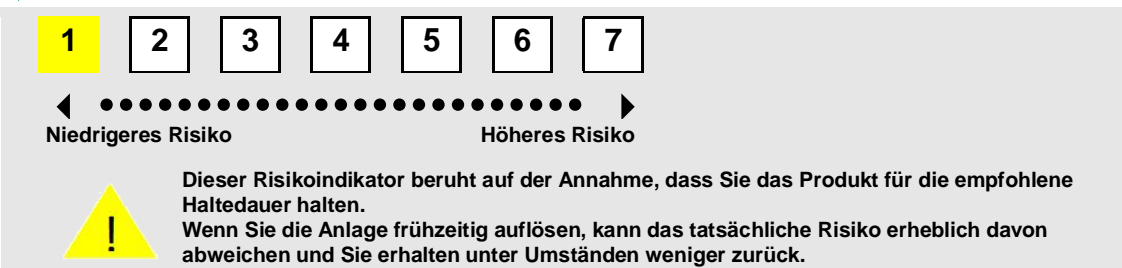 1 2 3 4 5 6 7
Niedrigeres Risiko Höheres Risiko
Dieser Risikoindikator beruht auf der Annahme, dass Sie das Produkt für die empfohlene
Haltedauer halten.
! Wenn Sie die Anlage frühzeitig auflösen, kann das tatsächliche Risiko erheblich davon
abweichen und Sie erhalten unter Umständen weniger zurück.